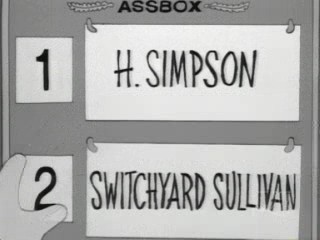 ASSBOX
1
H. SIMPSON
2
SWITCHYARD SULLIVAN